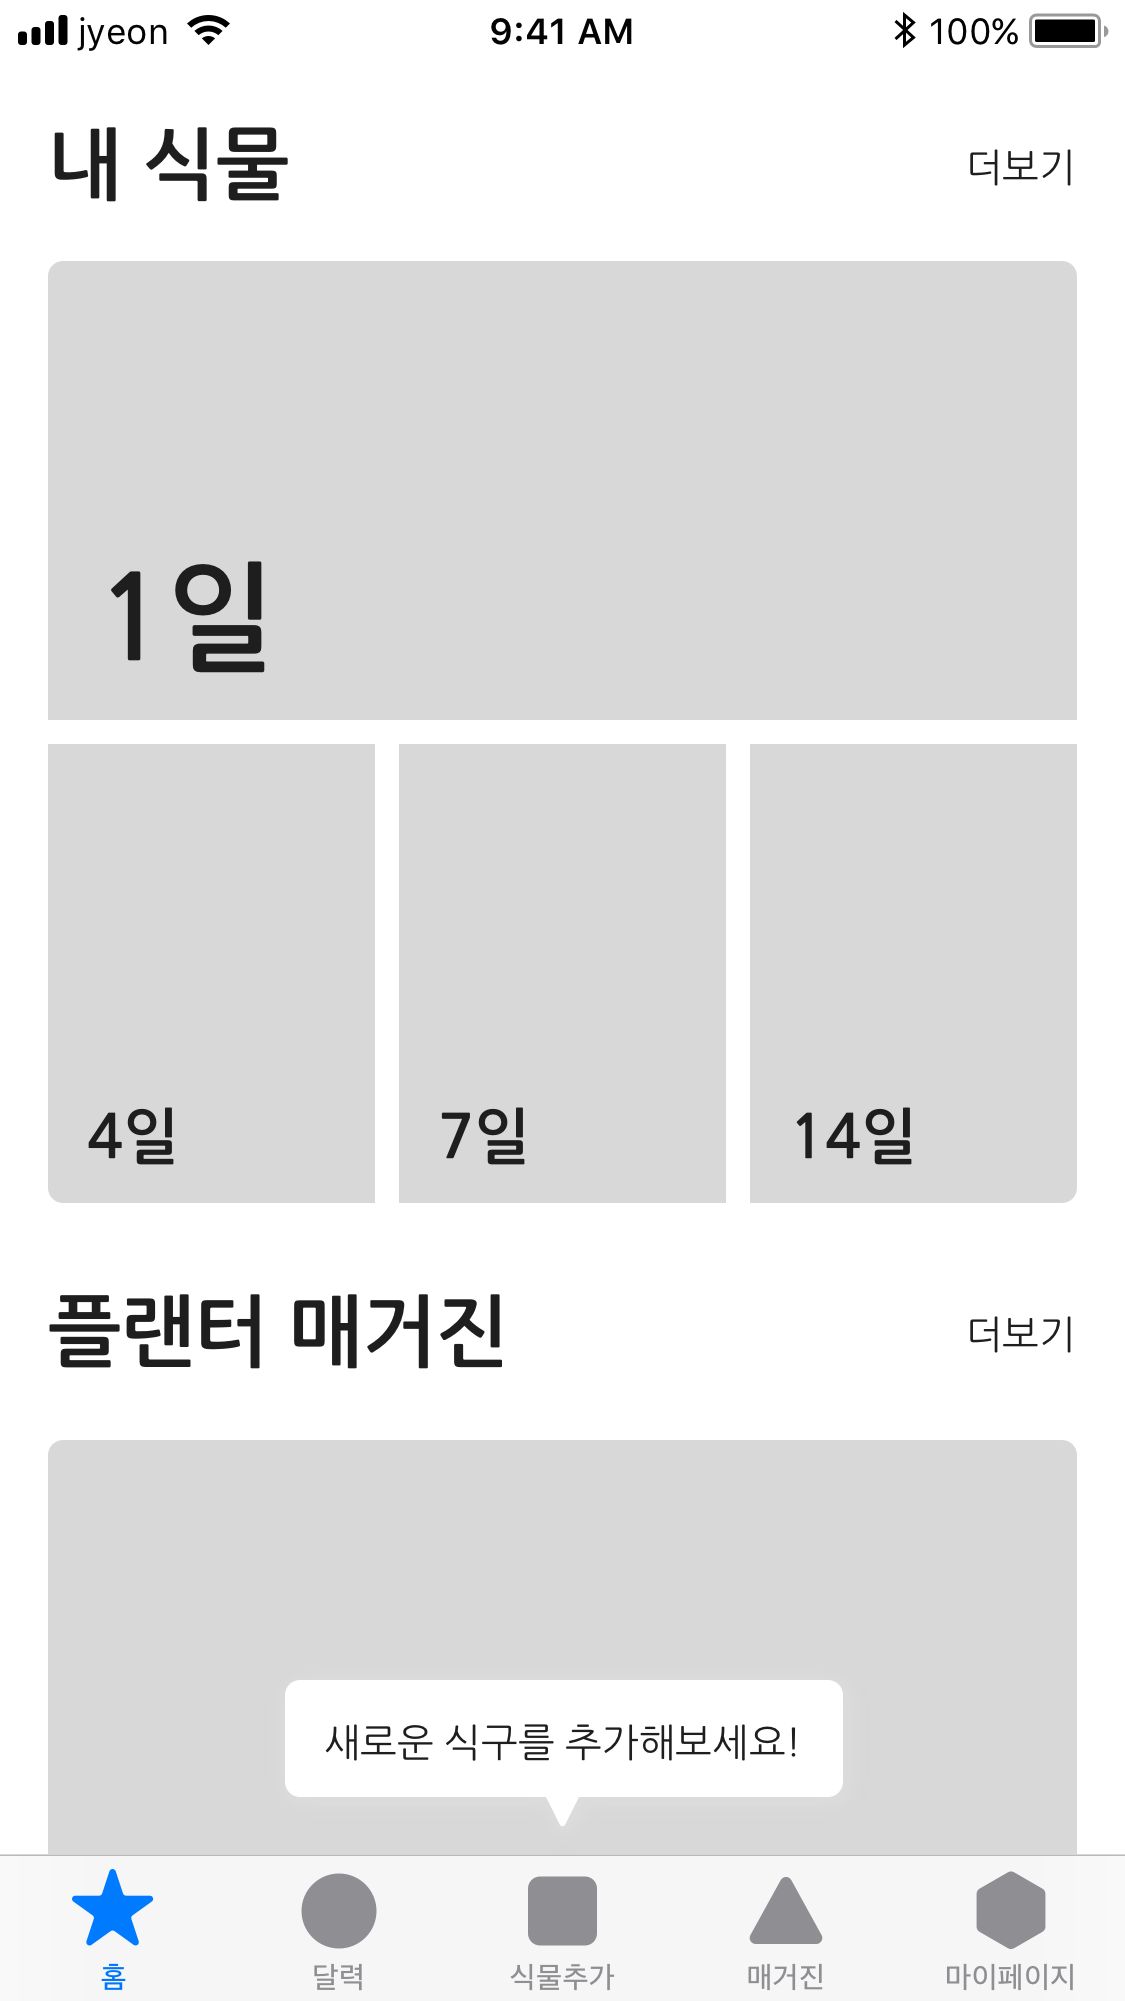 jyeon 9:41 AM 100%
내 식물 더보기
1일
4일 7일 14일
플랜터 매거진 더보기
새로운 식구를 추가해보세요!
홈 달력 식물추가 매거진 마이페이지